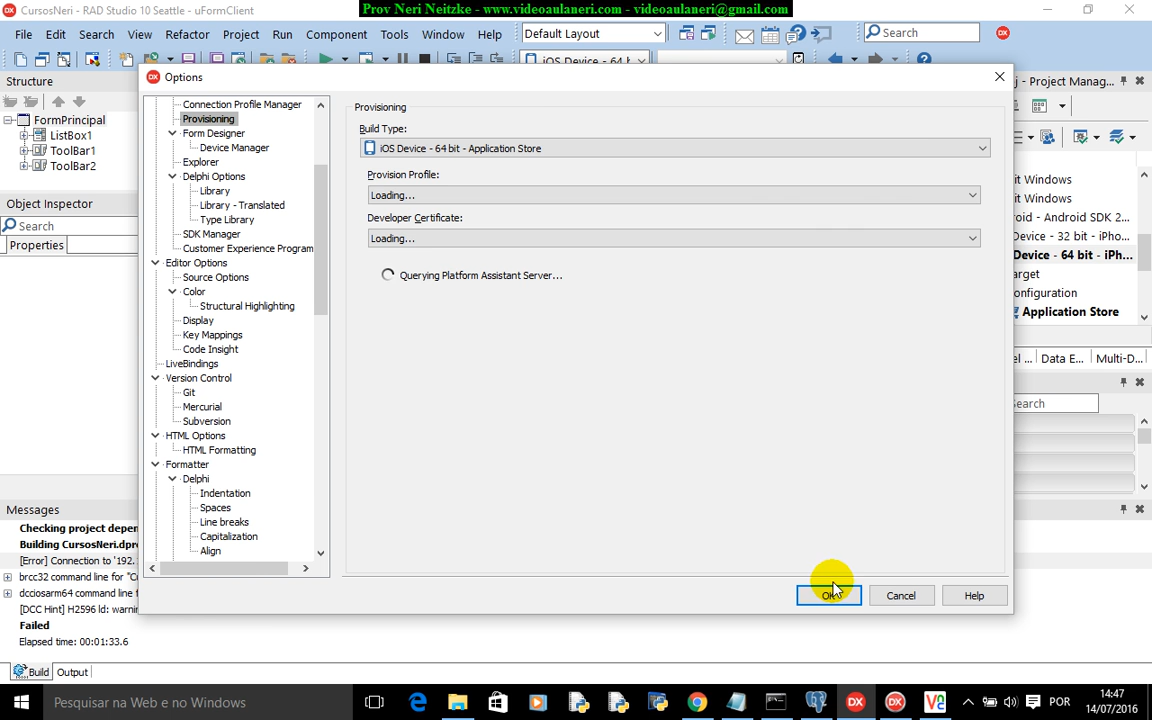 Prov Neri Neitzke - www.videoaulaneri.com - videoaulaneri@gmail.com
CursosNeri - RAD Studio 10 Seattle - uFormClient
File Edit Search View Refactor Project Run Component Tools Window Help
Default Layout
Search
Structure
FormPrincipal
ListBox1
ToolBar1
ToolBar2
Object Inspector
Search
Properties
Options
Connection Profile Manager
Provisioning
Form Designer
Device Manager
Explorer
Delphi Options
Library
Library - Translated
Type Library
SDK Manager
Customer Experience Program
Editor Options
Source Options
Color
Structural Highlighting
Display
Key Mappings
Code Insight
LiveBindings
Version Control
Git
Mercurial
Subversion
HTML Options
HTML Formatting
Formatter
Delphi
Indentation
Spaces
Line breaks
Capitalization
Align
Provisioning
Build Type:
iOS Device - 64 bit - Application Store
Provision Profile:
Loading...
Developer Certificate:
Loading...
Querying Platform Assistant Server...
OK Cancel Help
j - Project Manag...
it Windows
it Windows
oid - Android SDK 2...
Device - 32 bit - iPho...
Device - 64 bit - iPh...
arget
onfiguration
Application Store
el ... Data E... Multi-D...
earch
Messages
Checking project depen
Building CursosNeri.dpr
[Error] Connection to '192.
brcc32 command line for "C
dcciosarm64 command line f
[DCC Hint] H2596 ld: warnin
Failed
Elapsed time: 00:01:33.6
Build Output
Pesquisar na Web e no Windows
POR
14:47
14/07/2016